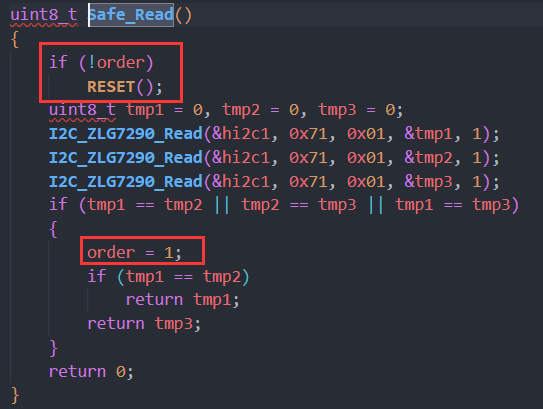 uint8_t Safe_Read()
{
if (!order)
RESET();
uint8_t tmp1 = 0, tmp2 = 0, tmp3 = 0;
I2C_ZLG7290_Read(&hi2c1, 0x71, 0x01, &tmp1, 1);
I2C_ZLG7290_Read(&hi2c1, 0x71, 0x01, &tmp2, 1);
I2C_ZLG7290_Read(&hi2c1, 0x71, 0x01, &tmp3, 1);
if (tmp1 == tmp2 || tmp2 == tmp3 || tmp1 == tmp3)
{
order = 1;
if (tmp1 == tmp2)
return tmp1;
return tmp3;
}
return 0;
}